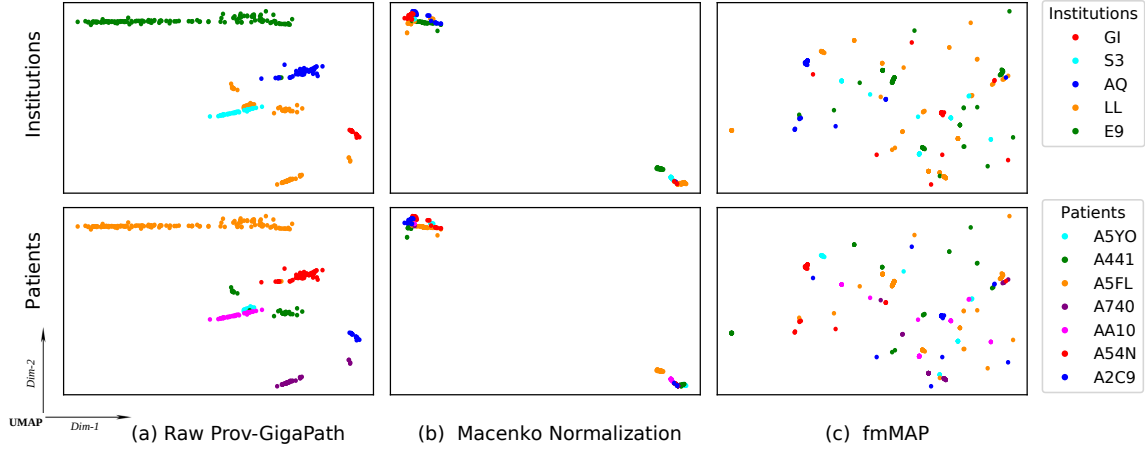 Institutions
Institutions
GI
S3
AQ
LL
E9
Patients
Patients
A5YO
A441
A5FL
A740
AA10
A54N
A2C9
Dim-2
UMAP
Dim-1
(a) Raw Prov-GigaPath
(b) Macenko Normalization
(c) fmMAP